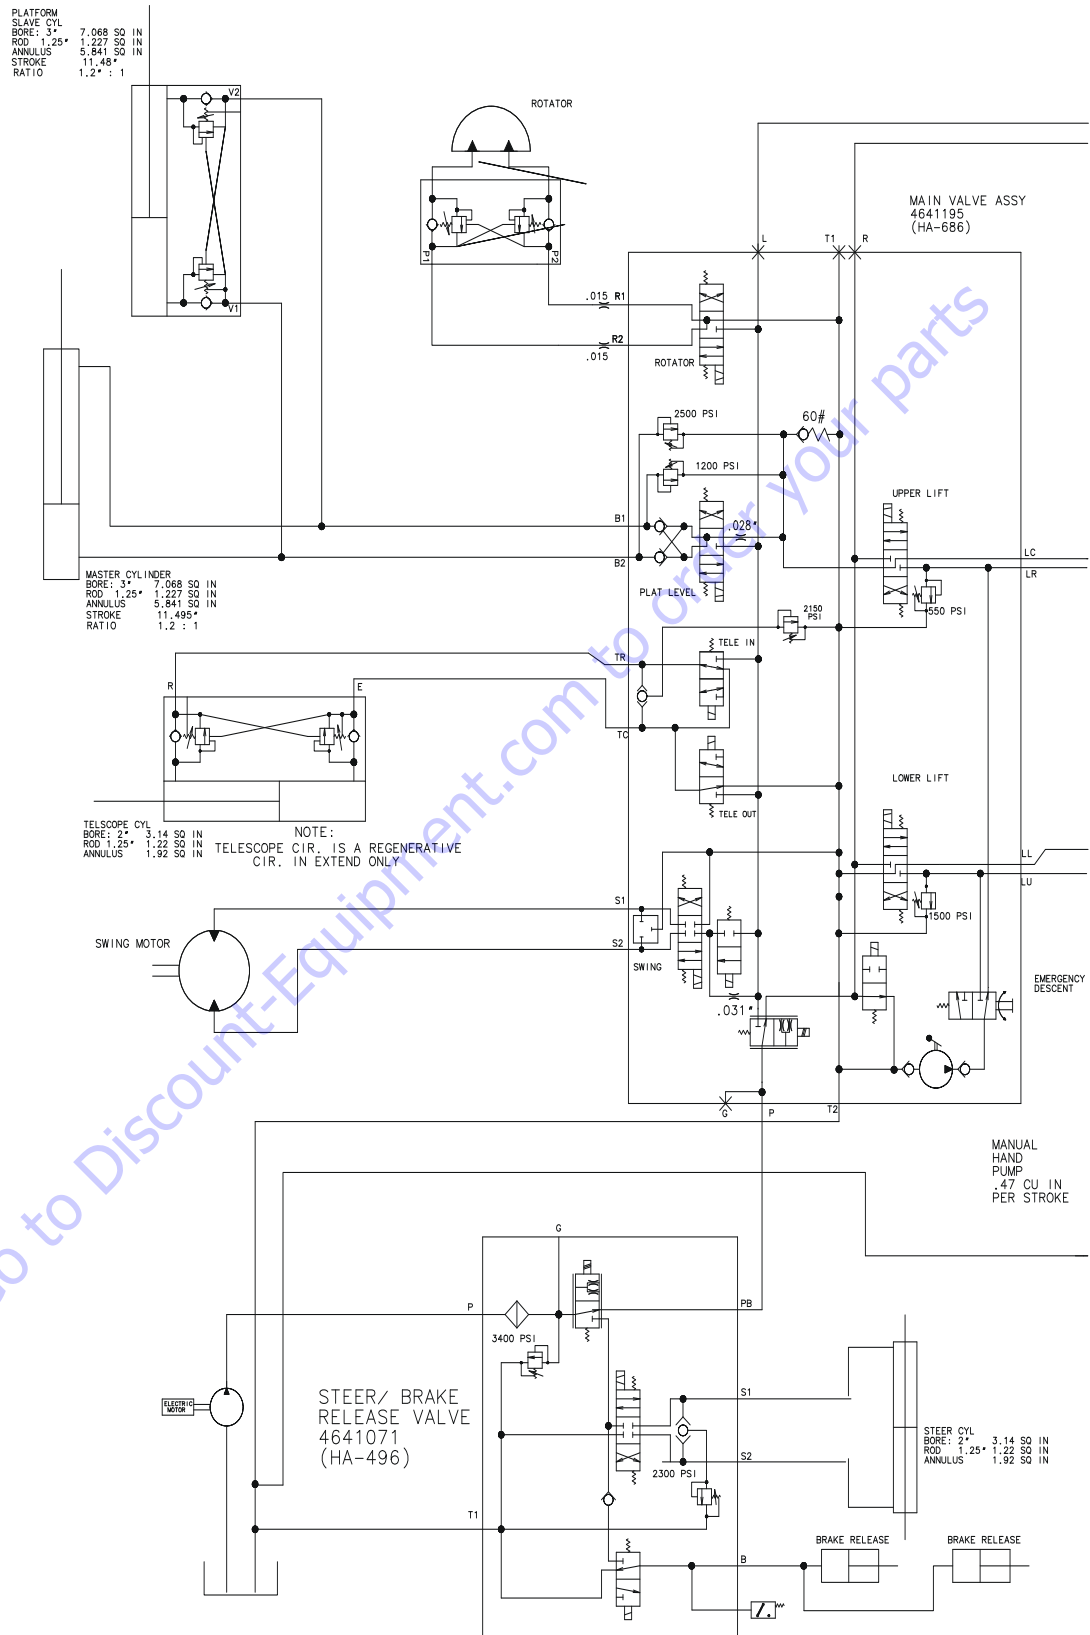 PLATFORM
SLAVE CYL
BORE: 3" 7.068 SQ IN
ROD 1.25" 1.227 SQ IN
ANNULUS 5.841 SQ IN
STROKE 11.48"
RATIO 1.2" : 1
V2
V1
ROTATOR
P1
P2
MAIN VALVE ASSY
4641195
(HA-686)
L
T1
R
.015 R1
R2
.015
ROTATOR
2500 PSI
60#
1200 PSI
UPPER LIFT
B1
.028"
B2
LC
LR
PLAT LEVEL
550 PSI
MASTER CYLINDER
BORE: 3" 7.068 SQ IN
ROD 1.25" 1.227 SQ IN
ANNULUS 5.841 SQ IN
STROKE 11.495"
RATIO 1.2 : 1
2150
PSI
TELE IN
TR
R
E
TC
LOWER LIFT
TELE OUT
TELSCOPE CYL
BORE: 2" 3.14 SQ IN
ROD 1.25" 1.22 SQ IN
ANNULUS 1.92 SQ IN
NOTE:
TELESCOPE CIR. IS A REGENERATIVE
CIR. IN EXTEND ONLY
LL
LU
S1
1500 PSI
SWING MOTOR
S2
SWING
EMERGENCY
DESCENT
.031"
G
P
T2
MANUAL
HAND
PUMP
.47 CU IN
PER STROKE
G
P
PB
3400 PSI
ELECTRIC
MOTOR
STEER/ BRAKE
RELEASE VALVE
4641071
(HA-496)
S1
S2
2300 PSI
STEER CYL
BORE: 2" 3.14 SQ IN
ROD 1.25" 1.22 SQ IN
ANNULUS 1.92 SQ IN
T1
B
BRAKE RELEASE
BRAKE RELEASE
to Discount-Equipment.com to order your parts